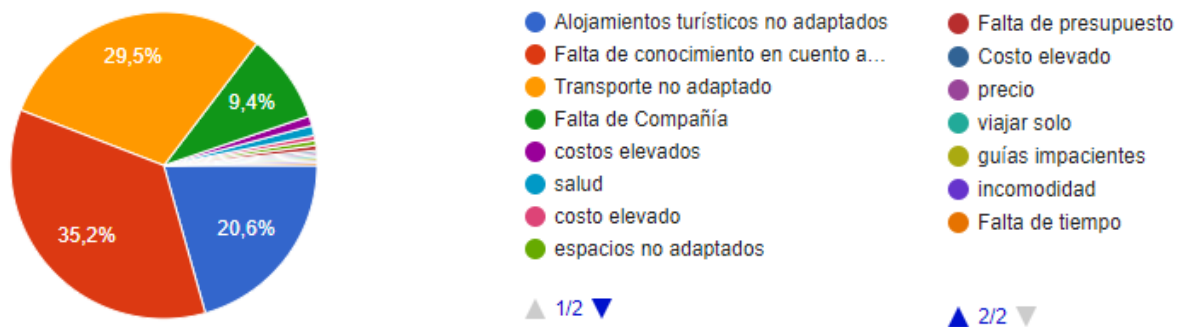 29,5%
9,4%
35,2%
20,6%
Alojamientos turísticos no adaptados
Falta de conocimiento en cuento a...
Transporte no adaptado
Falta de Compañía
costos elevados
salud
costo elevado
espacios no adaptados
1/2
Falta de presupuesto
Costo elevado
precio
viajar solo
guías impacientes
incomodidad
Falta de tiempo
2/2